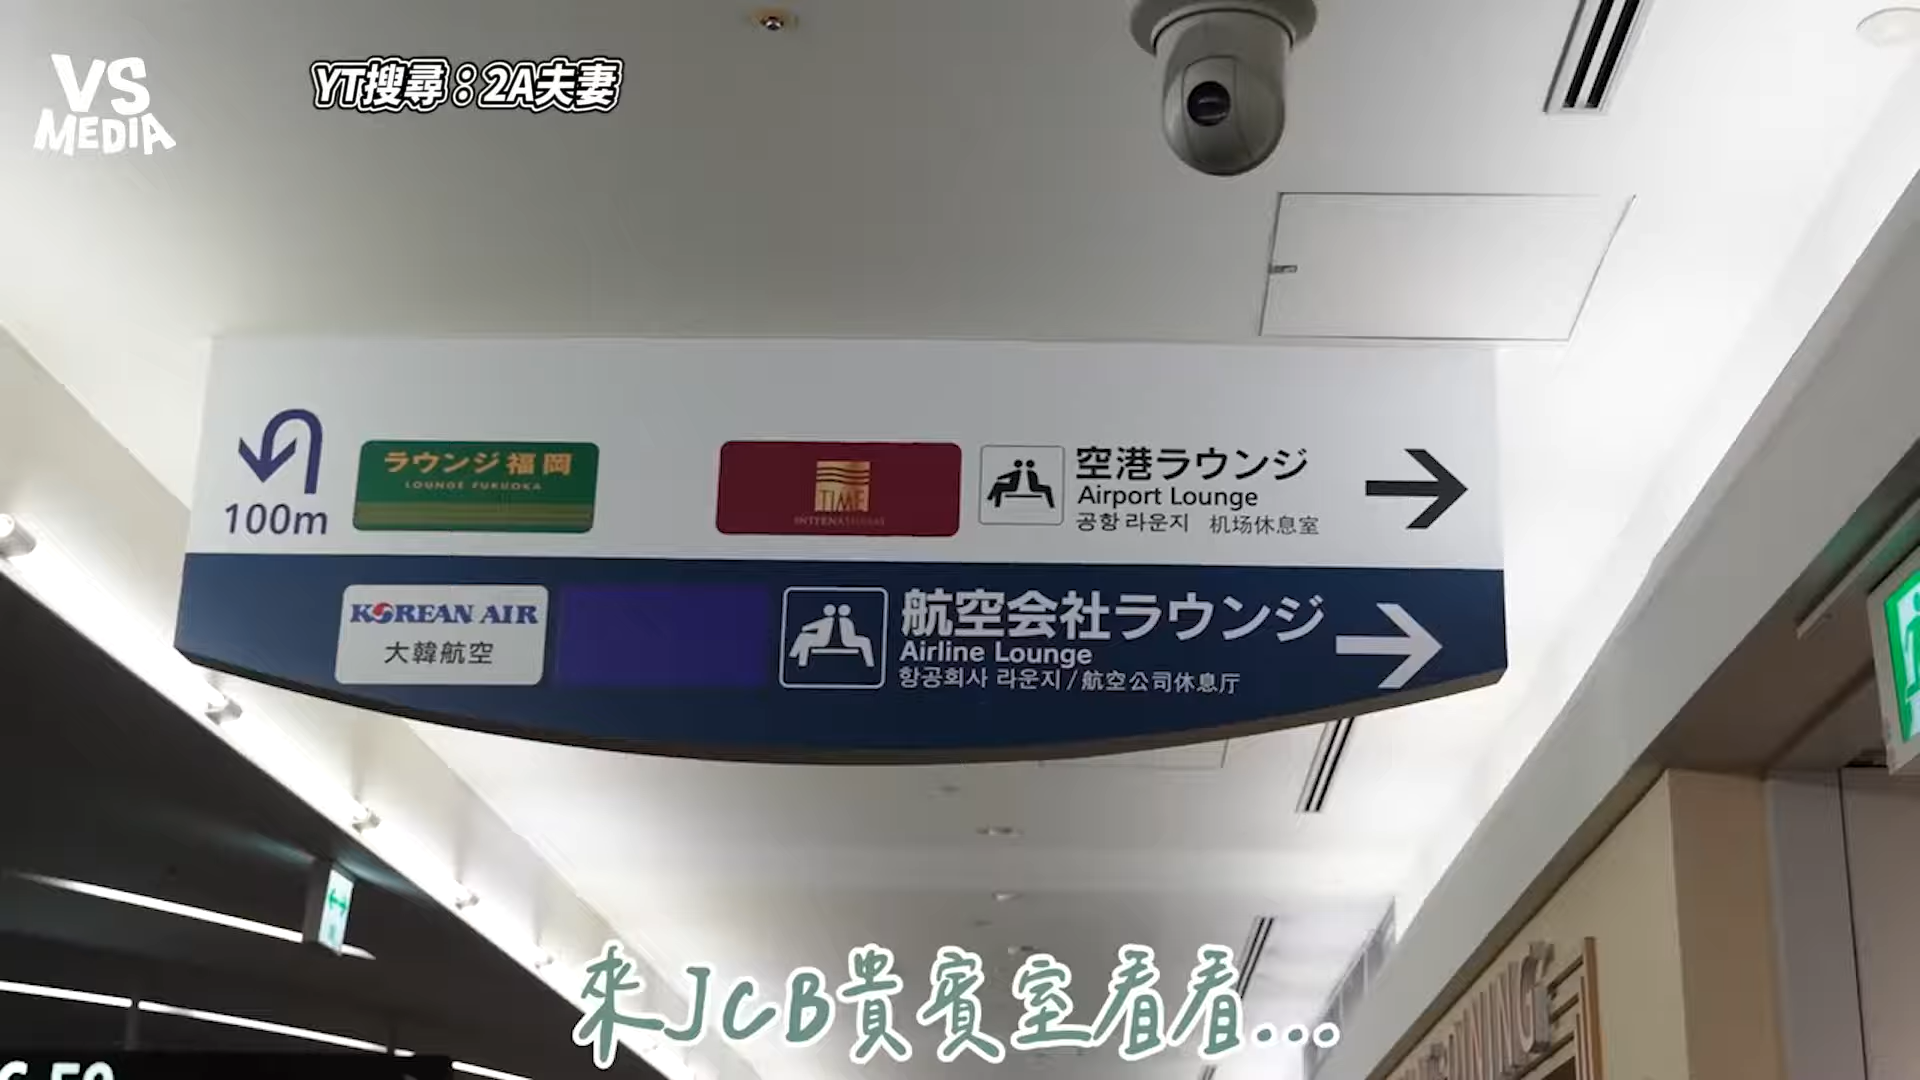 VS
MEDIA
YT搜尋：2A夫妻
100m
ラウンジ福岡
LOUNGE FUKUOKA
TIME
INTERNATIONAL
空港ラウンジ
Airport Lounge
공항 라운지 机场休息室
KOREAN AIR
大韓航空
航空会社ラウンジ
Airline Lounge
항공회사 라운지/航空公司休息厅
來JCB貴賓室看看...